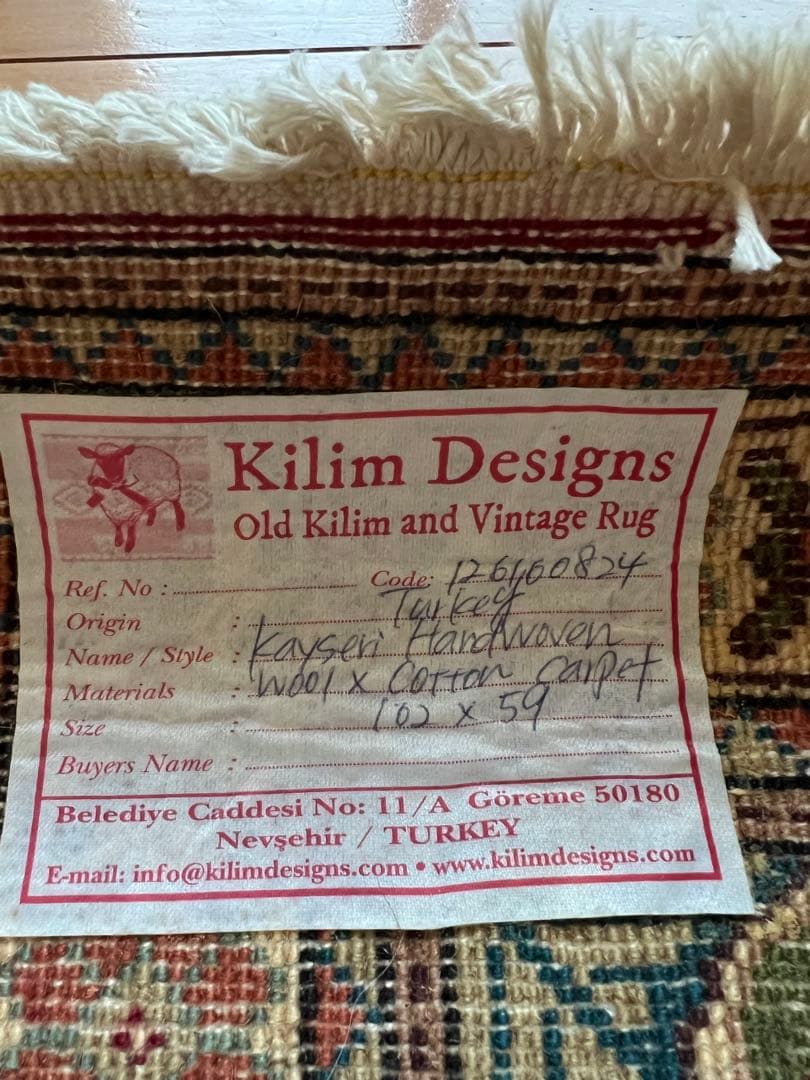 Kilim Designs
Old Kilim and Vintage Rug
Ref. No : Code: 126100824
Origin : Turkey
Name / Style : Kayseri Handwoven
Materials : Wool x Cotton carpet
Size : 102 x 59
Buyers Name :
Belediye Caddesi No: 11/A Göreme 50180
Nevşehir / TURKEY
E-mail: info@kilimdesigns.com • www.kilimdesigns.com